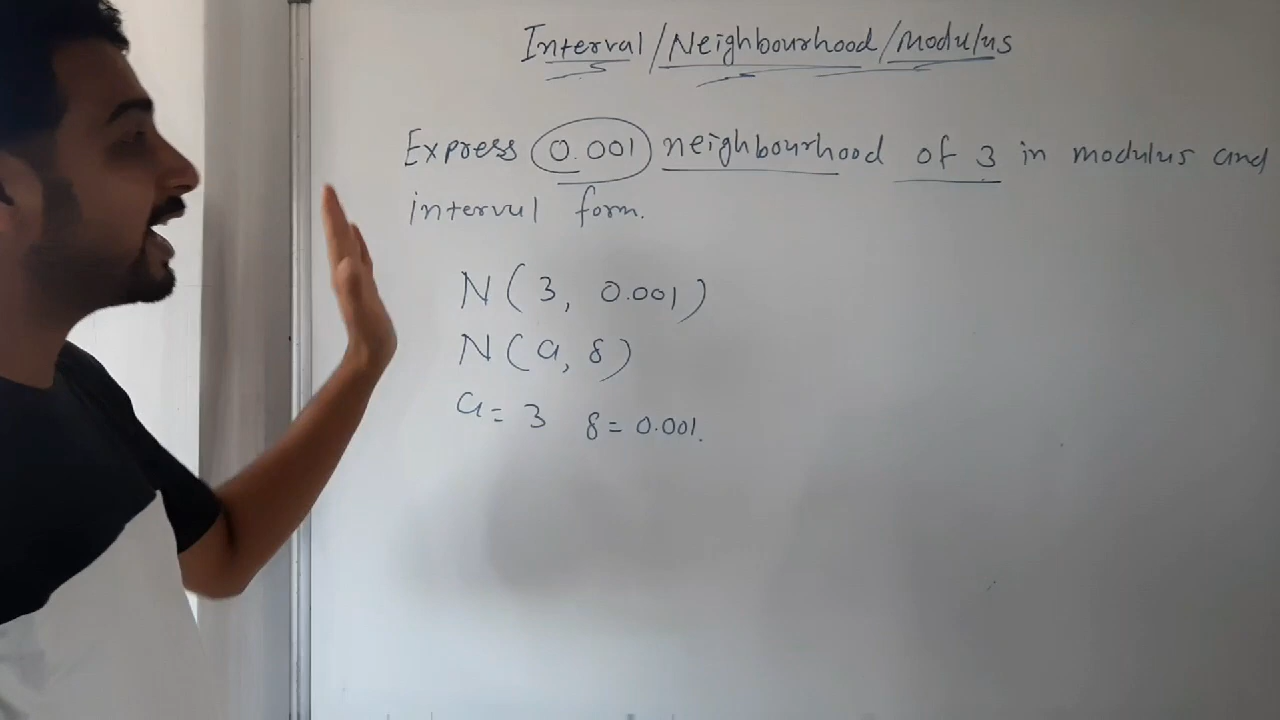 Interval/Neighbourhood/Modulus
Express 0.001 neighbourhood of 3 in modulus and
interval form.
N(3, 0.001)
N(a, δ)
a= 3 δ= 0.001.